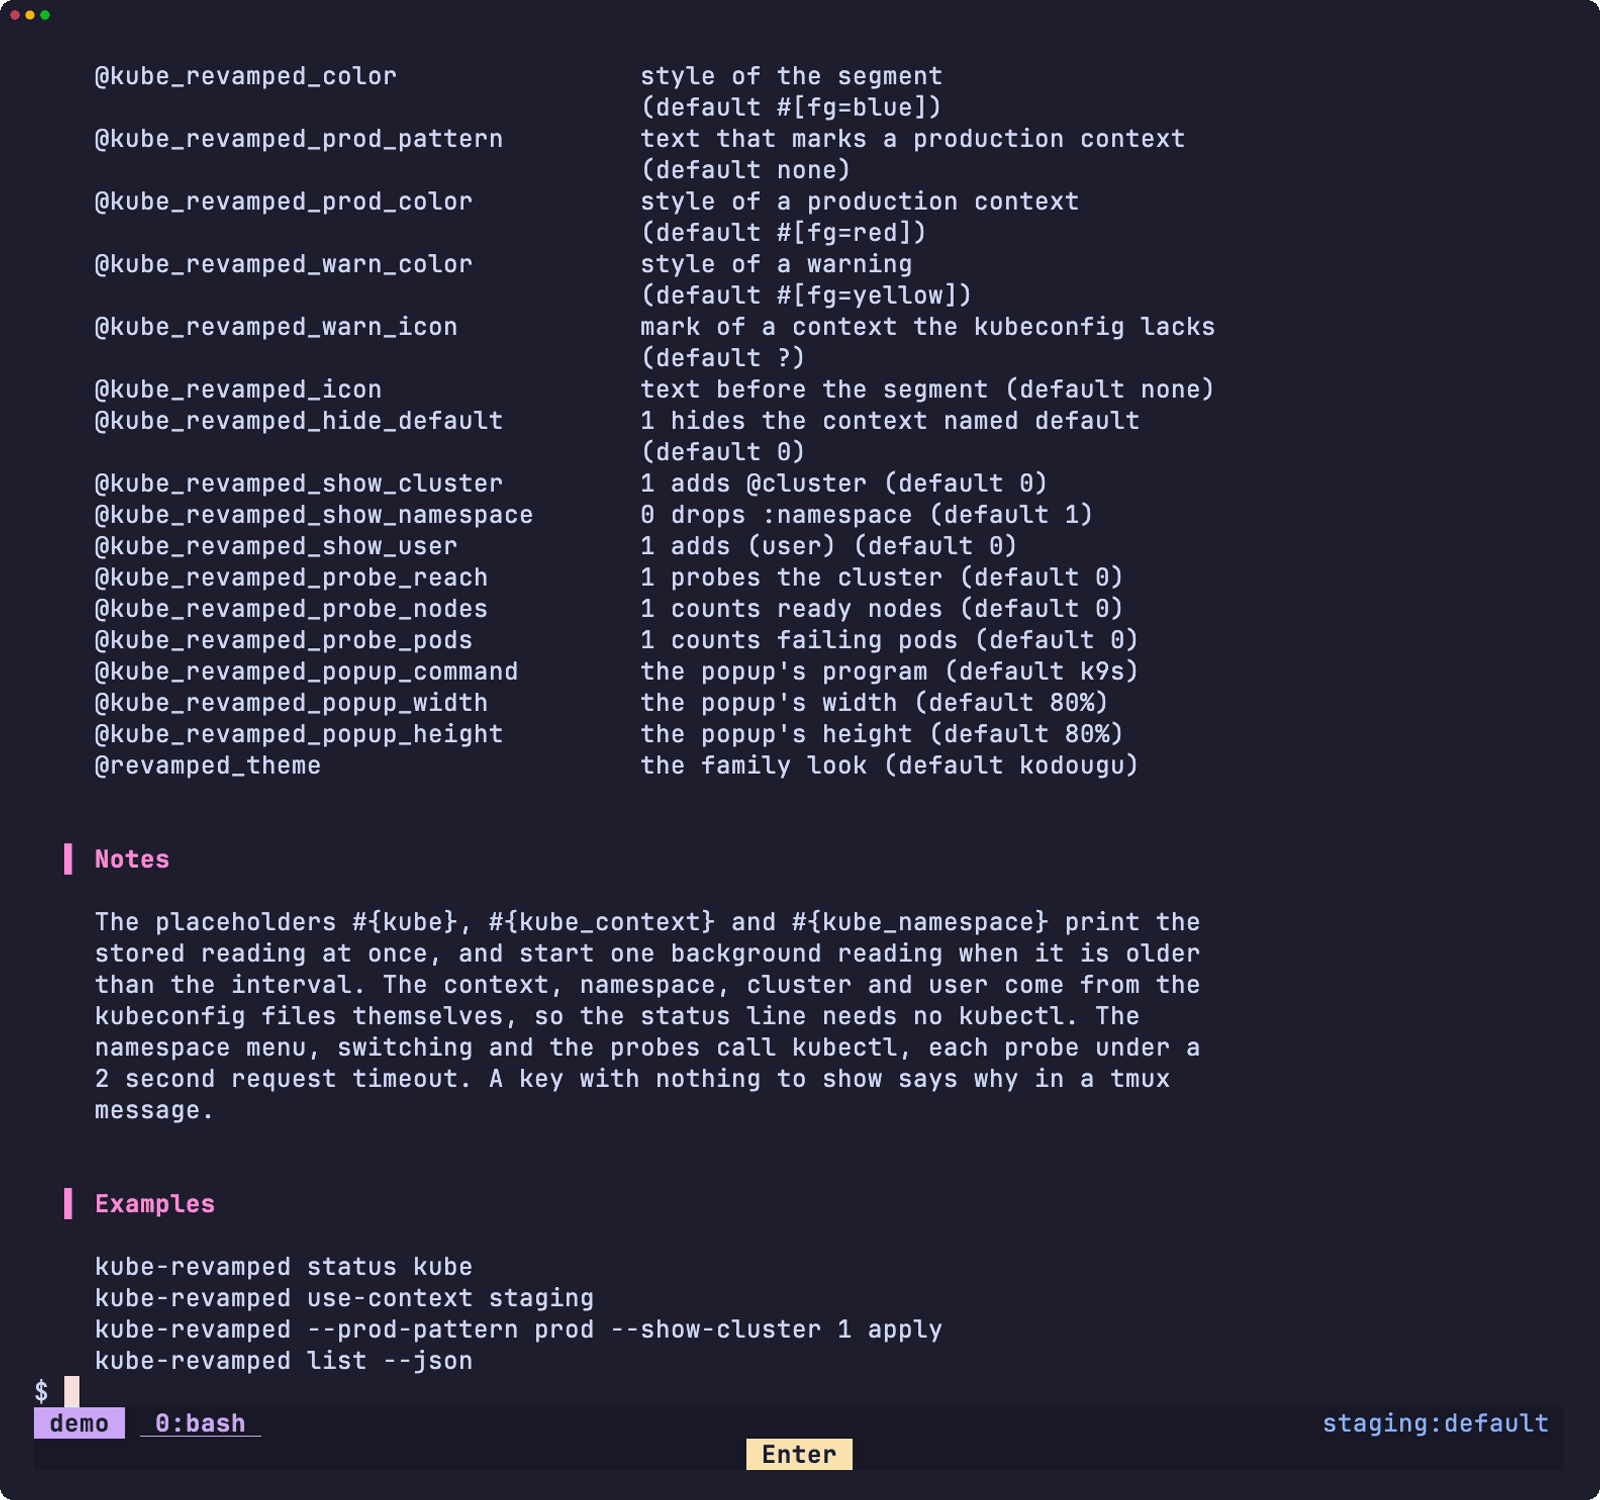 @kube_revamped_color                style of the segment
                                    (default #[fg=blue])
@kube_revamped_prod_pattern         text that marks a production context
                                    (default none)
@kube_revamped_prod_color           style of a production context
                                    (default #[fg=red])
@kube_revamped_warn_color           style of a warning
                                    (default #[fg=yellow])
@kube_revamped_warn_icon            mark of a context the kubeconfig lacks
                                    (default ?)
@kube_revamped_icon                 text before the segment (default none)
@kube_revamped_hide_default         1 hides the context named default
                                    (default 0)
@kube_revamped_show_cluster         1 adds @cluster (default 0)
@kube_revamped_show_namespace       0 drops :namespace (default 1)
@kube_revamped_show_user            1 adds (user) (default 0)
@kube_revamped_probe_reach          1 probes the cluster (default 0)
@kube_revamped_probe_nodes          1 counts ready nodes (default 0)
@kube_revamped_probe_pods           1 counts failing pods (default 0)
@kube_revamped_popup_command        the popup's program (default k9s)
@kube_revamped_popup_width          the popup's width (default 80%)
@kube_revamped_popup_height         the popup's height (default 80%)
@revamped_theme                     the family look (default kodougu)
Notes
The placeholders #{kube}, #{kube_context} and #{kube_namespace} print the
stored reading at once, and start one background reading when it is older
than the interval. The context, namespace, cluster and user come from the
kubeconfig files themselves, so the status line needs no kubectl. The
namespace menu, switching and the probes call kubectl, each probe under a
2 second request timeout. A key with nothing to show says why in a tmux
message.
Examples
kube-revamped status kube
kube-revamped use-context staging
kube-revamped --prod-pattern prod --show-cluster 1 apply
kube-revamped list --json
$
demo  0:bash  staging:default
Enter